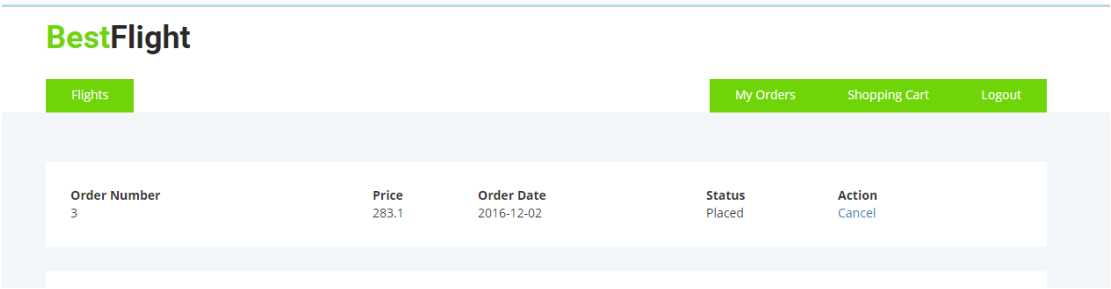 BestFlight
Flights My Orders Shopping Cart Logout
Order Number Price Order Date Status Action
3 283.1 2016-12-02 Placed Cancel